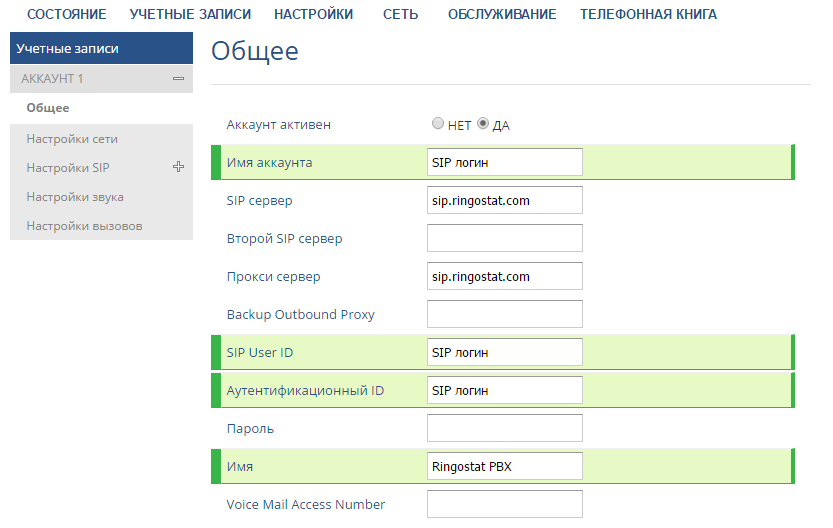 СОСТОЯНИЕ УЧЕТНЫЕ ЗАПИСИ НАСТРОЙКИ СЕТЬ ОБСЛУЖИВАНИЕ ТЕЛЕФОННАЯ КНИГА
Учетные записи
АККАУНТ 1
Общее
Настройки сети
Настройки SIP
Настройки звука
Настройки вызовов
Общее
Аккаунт активен НЕТ ДА
Имя аккаунта SIP логин
SIP сервер sip.ringostat.com
Второй SIP сервер
Прокси сервер sip.ringostat.com
Backup Outbound Proxy
SIP User ID SIP логин
Аутентификационный ID SIP логин
Пароль
Имя Ringostat PBX
Voice Mail Access Number